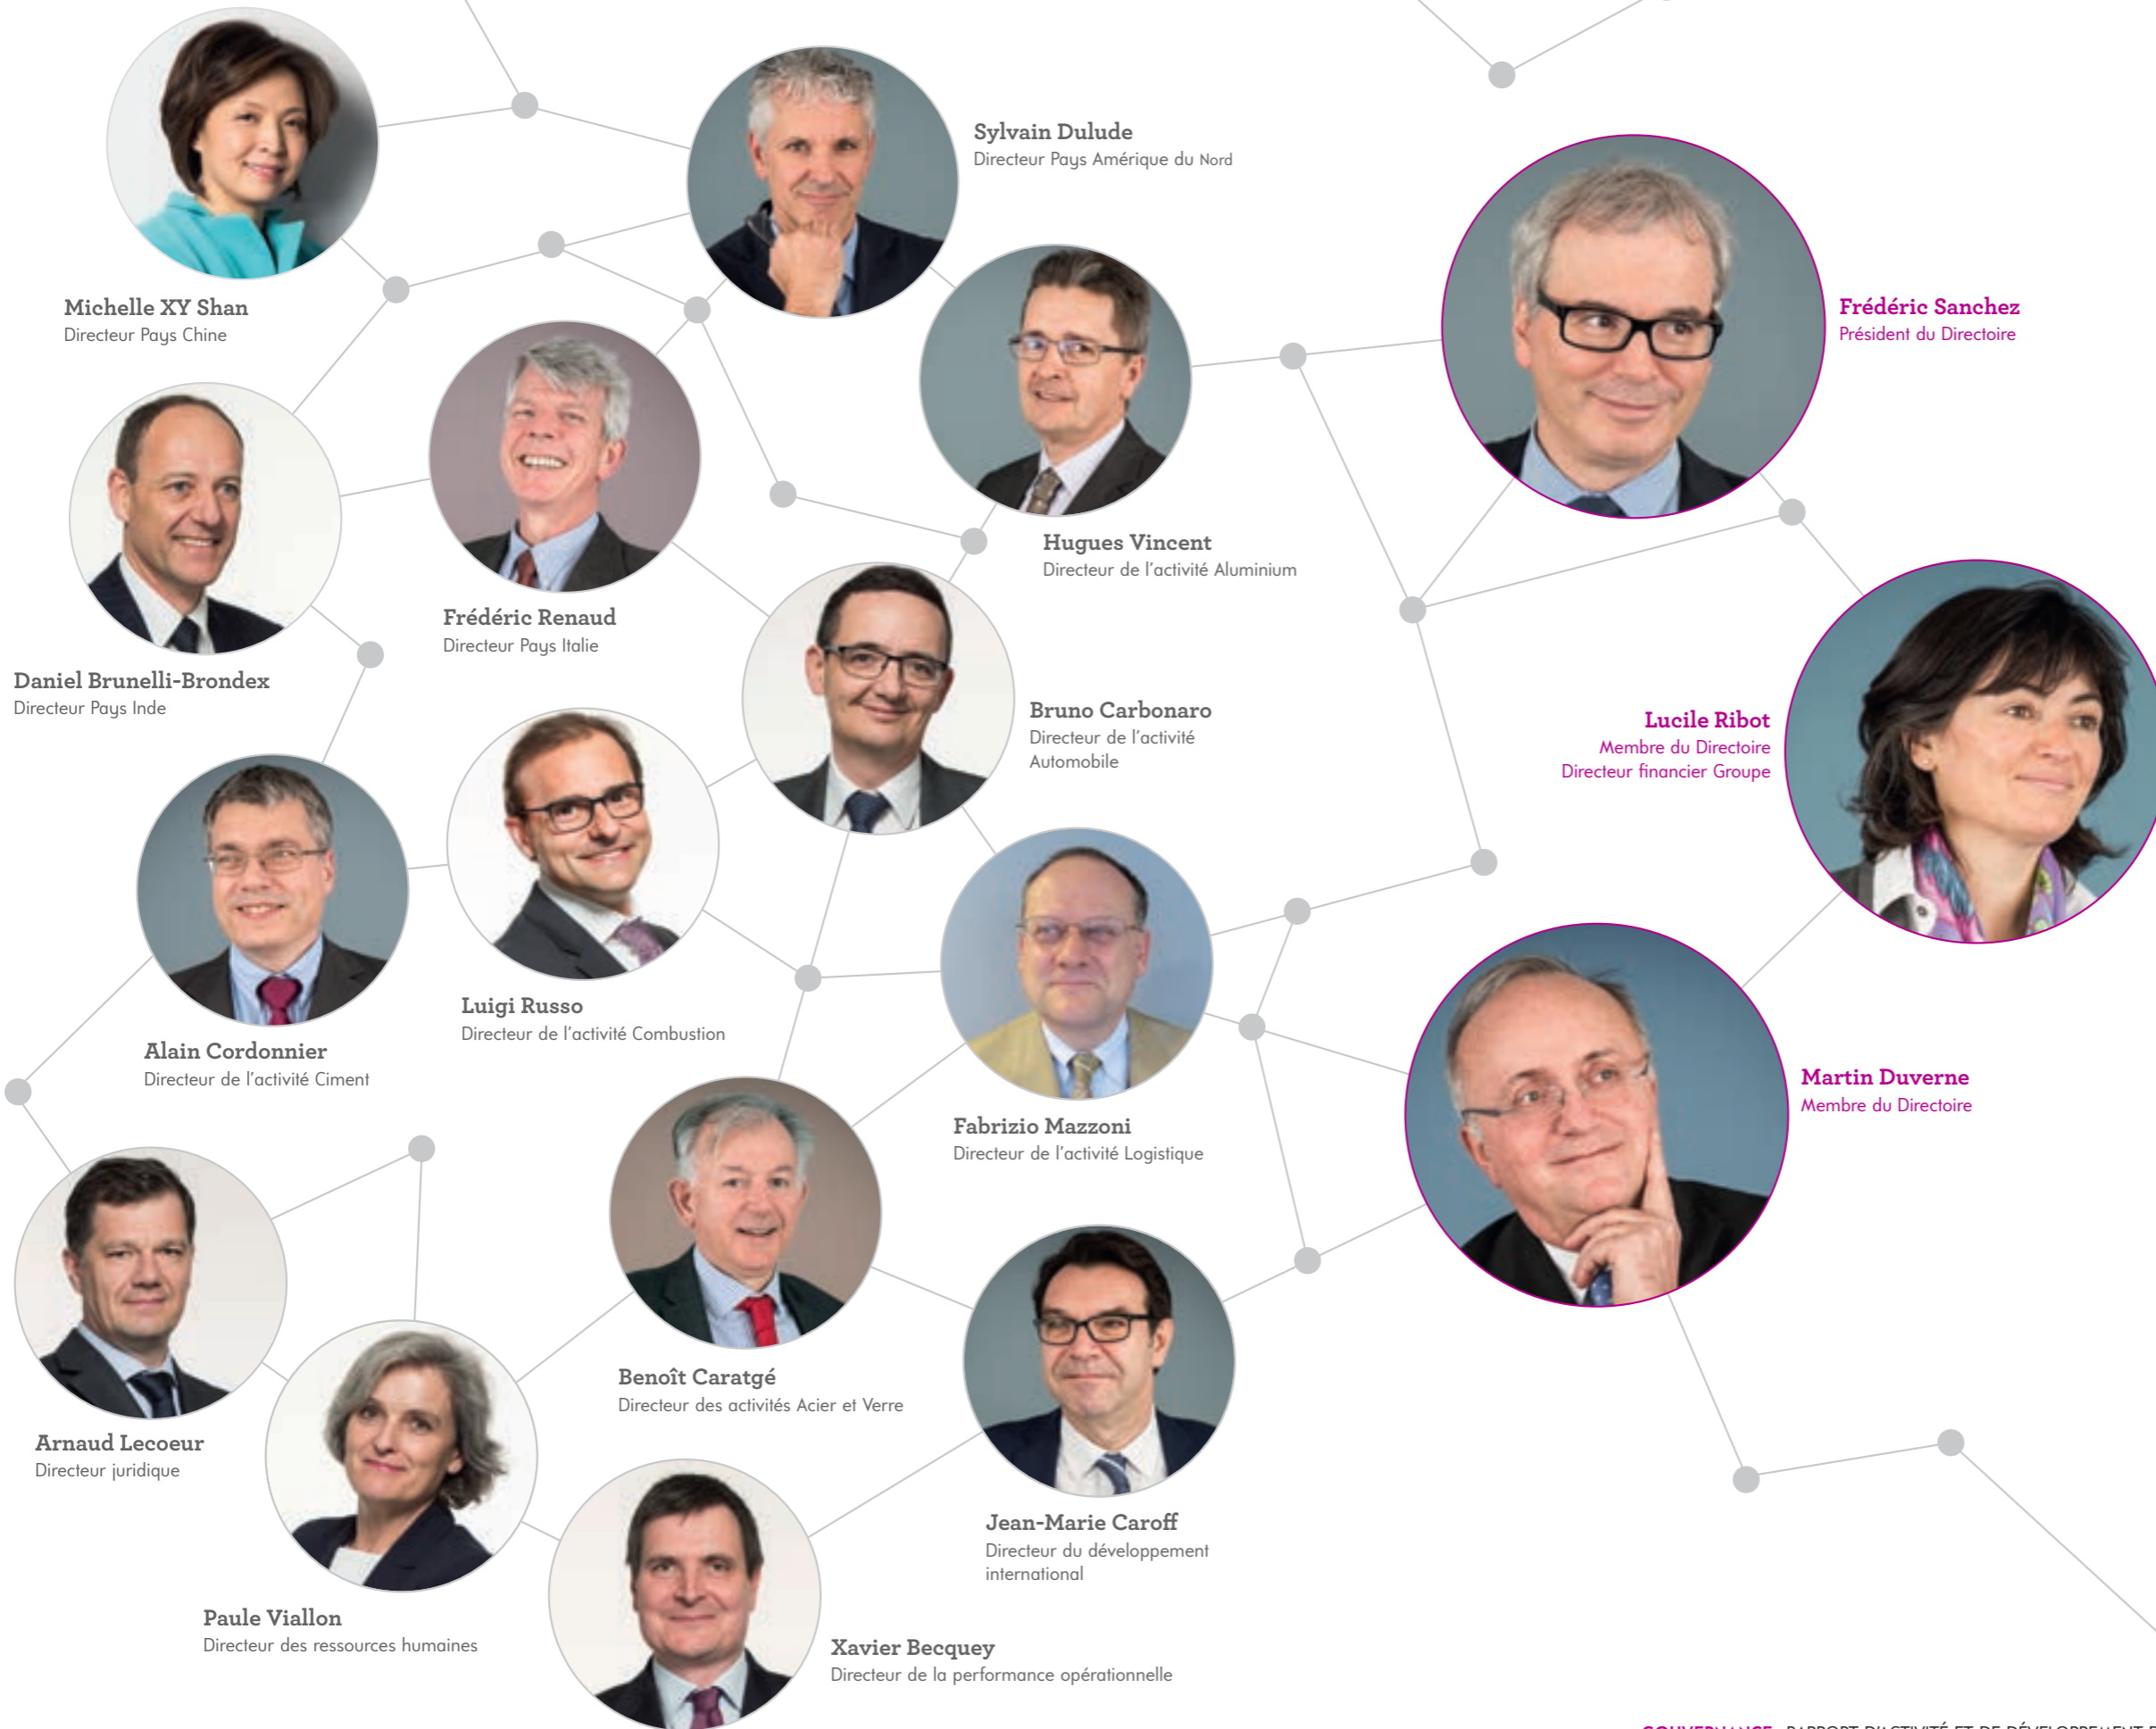 Sylvain Dulude
Directeur Pays Amérique du Nord
Michelle XY Shan
Directeur Pays Chine
Frédéric Sanchez
Président du Directoire
Hugues Vincent
Directeur de l'activité Aluminium
Frédéric Renaud
Directeur Pays Italie
Daniel Brunelli-Brondex
Directeur Pays Inde
Bruno Carbonaro
Directeur de l'activité
Automobile
Lucile Ribot
Membre du Directoire
Directeur financier Groupe
Luigi Russo
Directeur de l'activité Combustion
Alain Cordonnier
Directeur de l'activité Ciment
Martin Duverne
Membre du Directoire
Fabrizio Mazzoni
Directeur de l'activité Logistique
Benoît Caratgé
Directeur des activités Acier et Verre
Arnaud Lecoeur
Directeur juridique
Jean-Marie Caroff
Directeur du développement
international
Paule Viallon
Directeur des ressources humaines
Xavier Becquey
Directeur de la performance opérationnelle